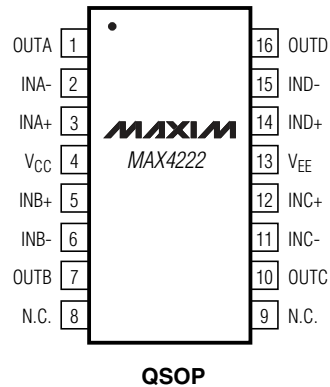 OUTA 1 16 OUTD
INA- 2 15 IND-
INA+ 3 MAXIM 14 IND+
VCC 4 MAX4222 13 VEE
INB+ 5 12 INC+
INB- 6 11 INC-
OUTB 7 10 OUTC
N.C. 8 9 N.C.
QSOP